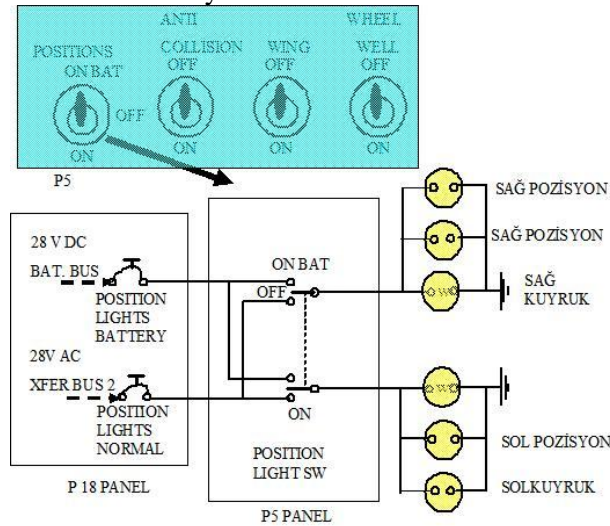 ANTI WHEEL
POSITIONS COLLISION WING WELL
ON BAT OFF OFF OFF
OFF
ON ON ON ON
P5
28 V DC
BAT. BUS
POSITION
LIGHTS
BATTERY
28V AC
XFER BUS 2
POSITION
LIGHTS
NORMAL
P 18 PANEL
ON BAT
OFF
ON
POSITION
LIGHT SW
P5 PANEL
SAĞ POZİSYON
SAĞ POZİSYON
W SAĞ
KUYRUK
W
SOL POZİSYON
SOLKUYRUK